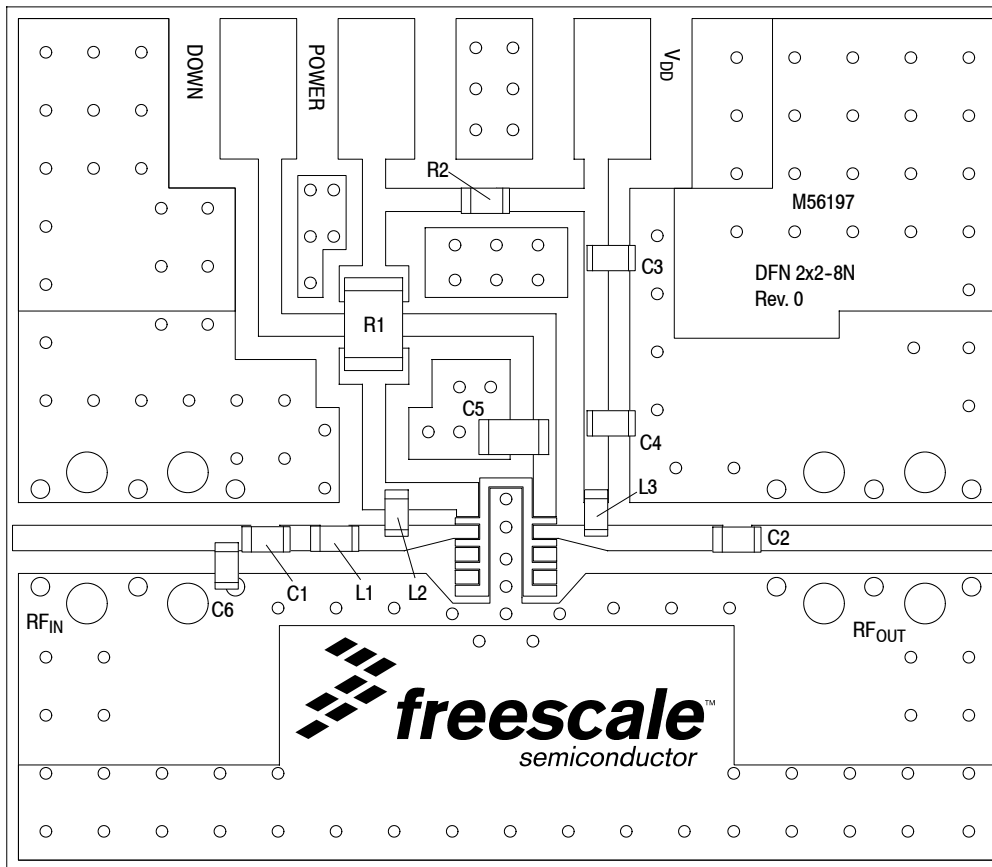 DOWN
POWER
VDD
R2
M56197
C3
DFN 2x2-8N
Rev. 0
R1
C5
C4
L3
C2
C1
L1
L2
C6
RFIN
RFOUT
freescale™
semiconductor